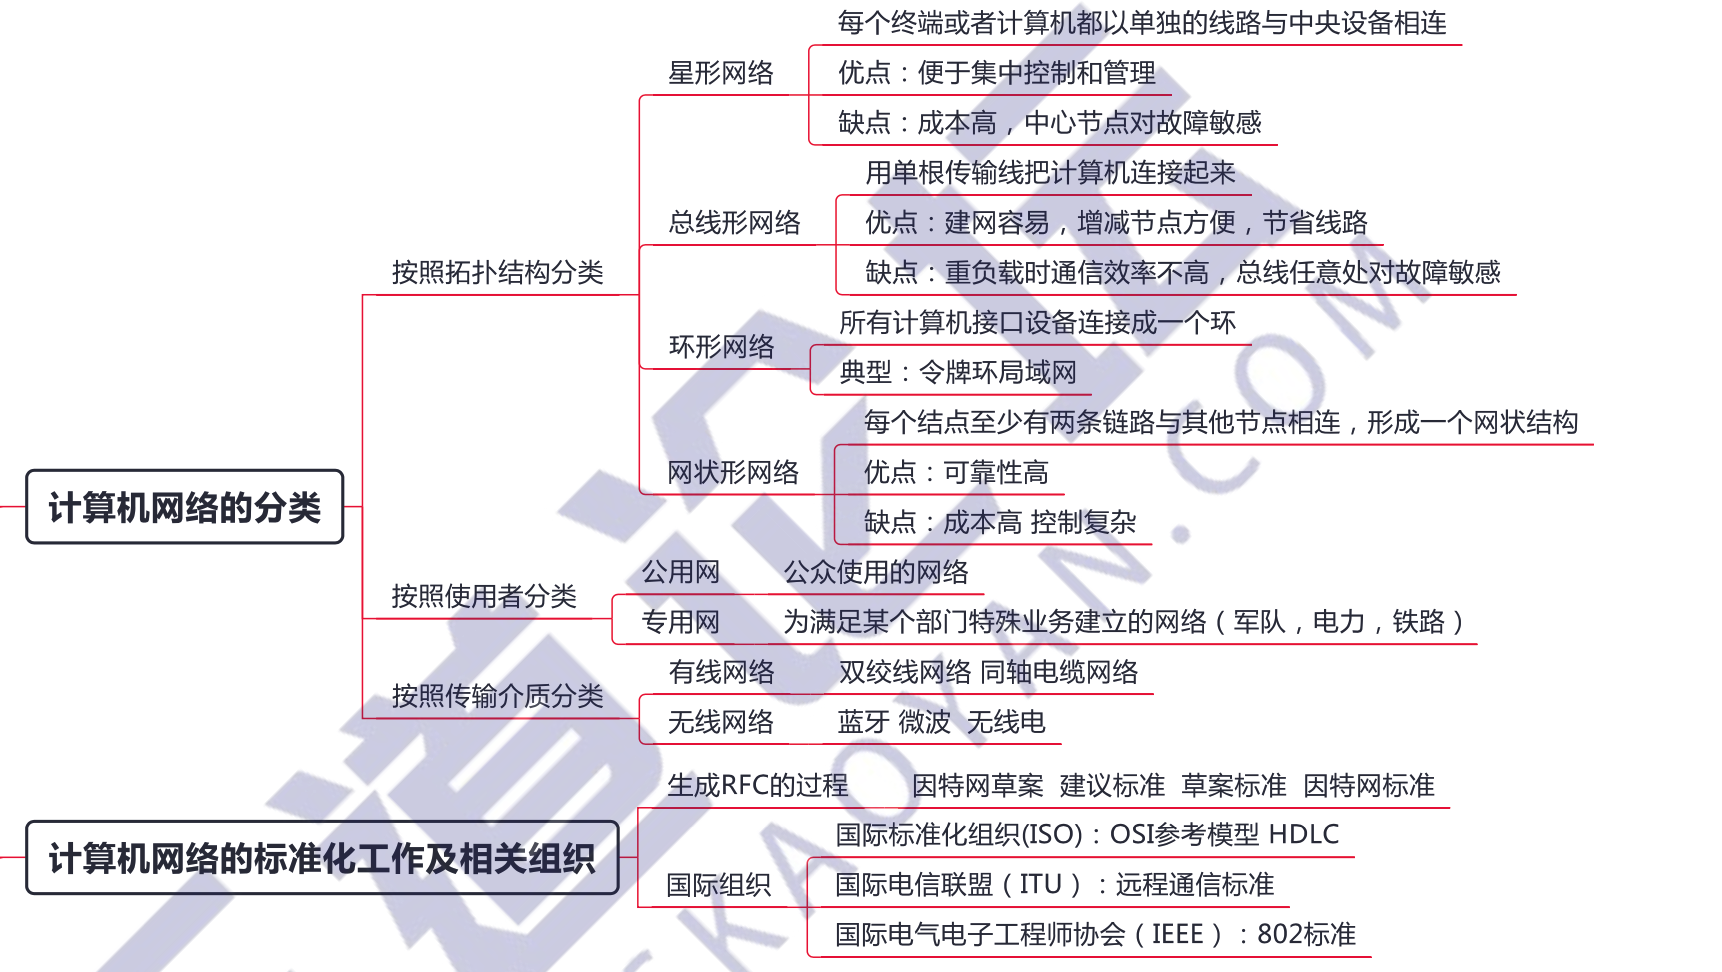 计算机网络的分类
按照拓扑结构分类
星形网络
每个终端或者计算机都以单独的线路与中央设备相连
优点：便于集中控制和管理
缺点：成本高，中心节点对故障敏感
总线形网络
用单根传输线把计算机连接起来
优点：建网容易，增减节点方便，节省线路
缺点：重负载时通信效率不高，总线任意处对故障敏感
环形网络
所有计算机接口设备连接成一个环
典型：令牌环局域网
网状形网络
每个结点至少有两条链路与其他节点相连，形成一个网状结构
优点：可靠性高
缺点：成本高 控制复杂
按照使用者分类
公用网
公众使用的网络
专用网
为满足某个部门特殊业务建立的网络（军队，电力，铁路）
按照传输介质分类
有线网络
双绞线网络 同轴电缆网络
无线网络
蓝牙 微波 无线电
计算机网络的标准化工作及相关组织
生成RFC的过程
因特网草案 建议标准 草案标准 因特网标准
国际组织
国际标准化组织(ISO)：OSI参考模型 HDLC
国际电信联盟（ITU）：远程通信标准
国际电气电子工程师协会（IEEE）：802标准
道论坛
SKAOYAN.COM